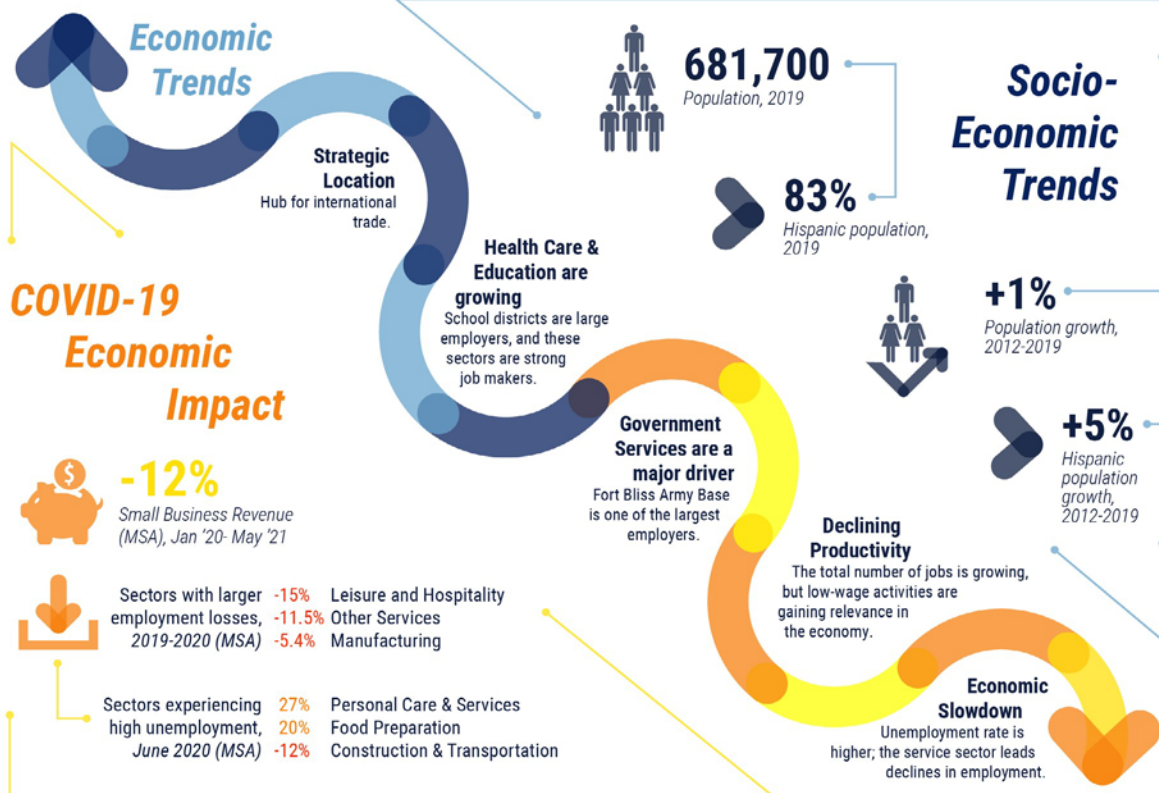 Economic
Trends
Strategic
Location
Hub for international
trade.
Health Care &
Education are
growing
School districts are large
employers, and these
sectors are strong
job makers.
Government
Services are a
major driver
Fort Bliss Army Base
is one of the largest
employers.
Declining
Productivity
The total number of jobs is growing,
but low-wage activities are
gaining relevance in
the economy.
Economic
Slowdown
Unemployment rate is
higher; the service sector leads
declines in employment.
Socio-
Economic
Trends
681,700
Population, 2019
83%
Hispanic population,
2019
+1%
Population growth,
2012-2019
+5%
Hispanic
population
growth,
2012-2019
COVID-19
Economic
Impact
$
-12%
Small Business Revenue
(MSA), Jan '20- May '21
Sectors with larger -15% Leisure and Hospitality
employment losses, -11.5% Other Services
2019-2020 (MSA) -5.4% Manufacturing
Sectors experiencing 27% Personal Care & Services
high unemployment, 20% Food Preparation
June 2020 (MSA) -12% Construction & Transportation